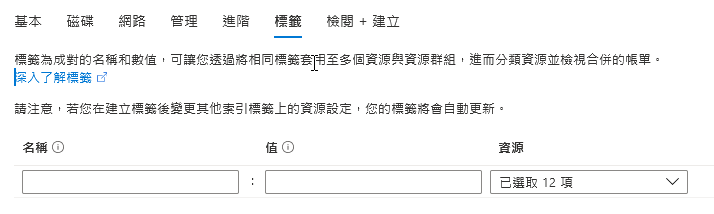 基本 磁碟 網路 管理 進階 標籤 檢閱 + 建立
標籤為成對的名稱和數值，可讓您透過將相同標籤套用至多個資源與資源群組，進而分類資源並檢視合併的帳單。
深入了解標籤
請注意，若您在建立標籤後變更其他索引標籤上的資源設定，您的標籤將會自動更新。
名稱 值 資源
: 已選取 12 項